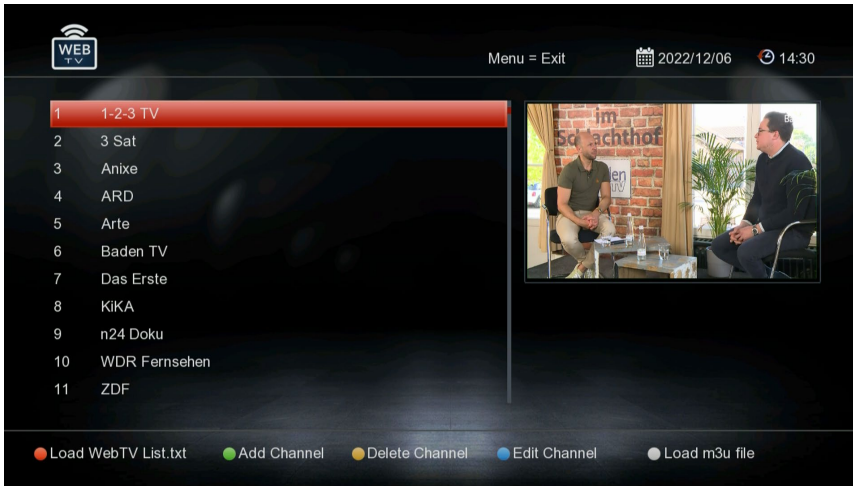 WEB
TV
Menu = Exit
2022/12/06
14:30
1 1-2-3 TV
2 3 Sat
3 Anixe
4 ARD
5 Arte
6 Baden TV
7 Das Erste
8 KiKA
9 n24 Doku
10 WDR Fernsehen
11 ZDF
im
Schlachthof
Load WebTV List.txt
Add Channel
Delete Channel
Edit Channel
Load m3u file